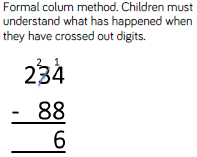 Formal colum method. Children must
understand what has happened when
they have crossed out digits.
2 1
234
- 88
6